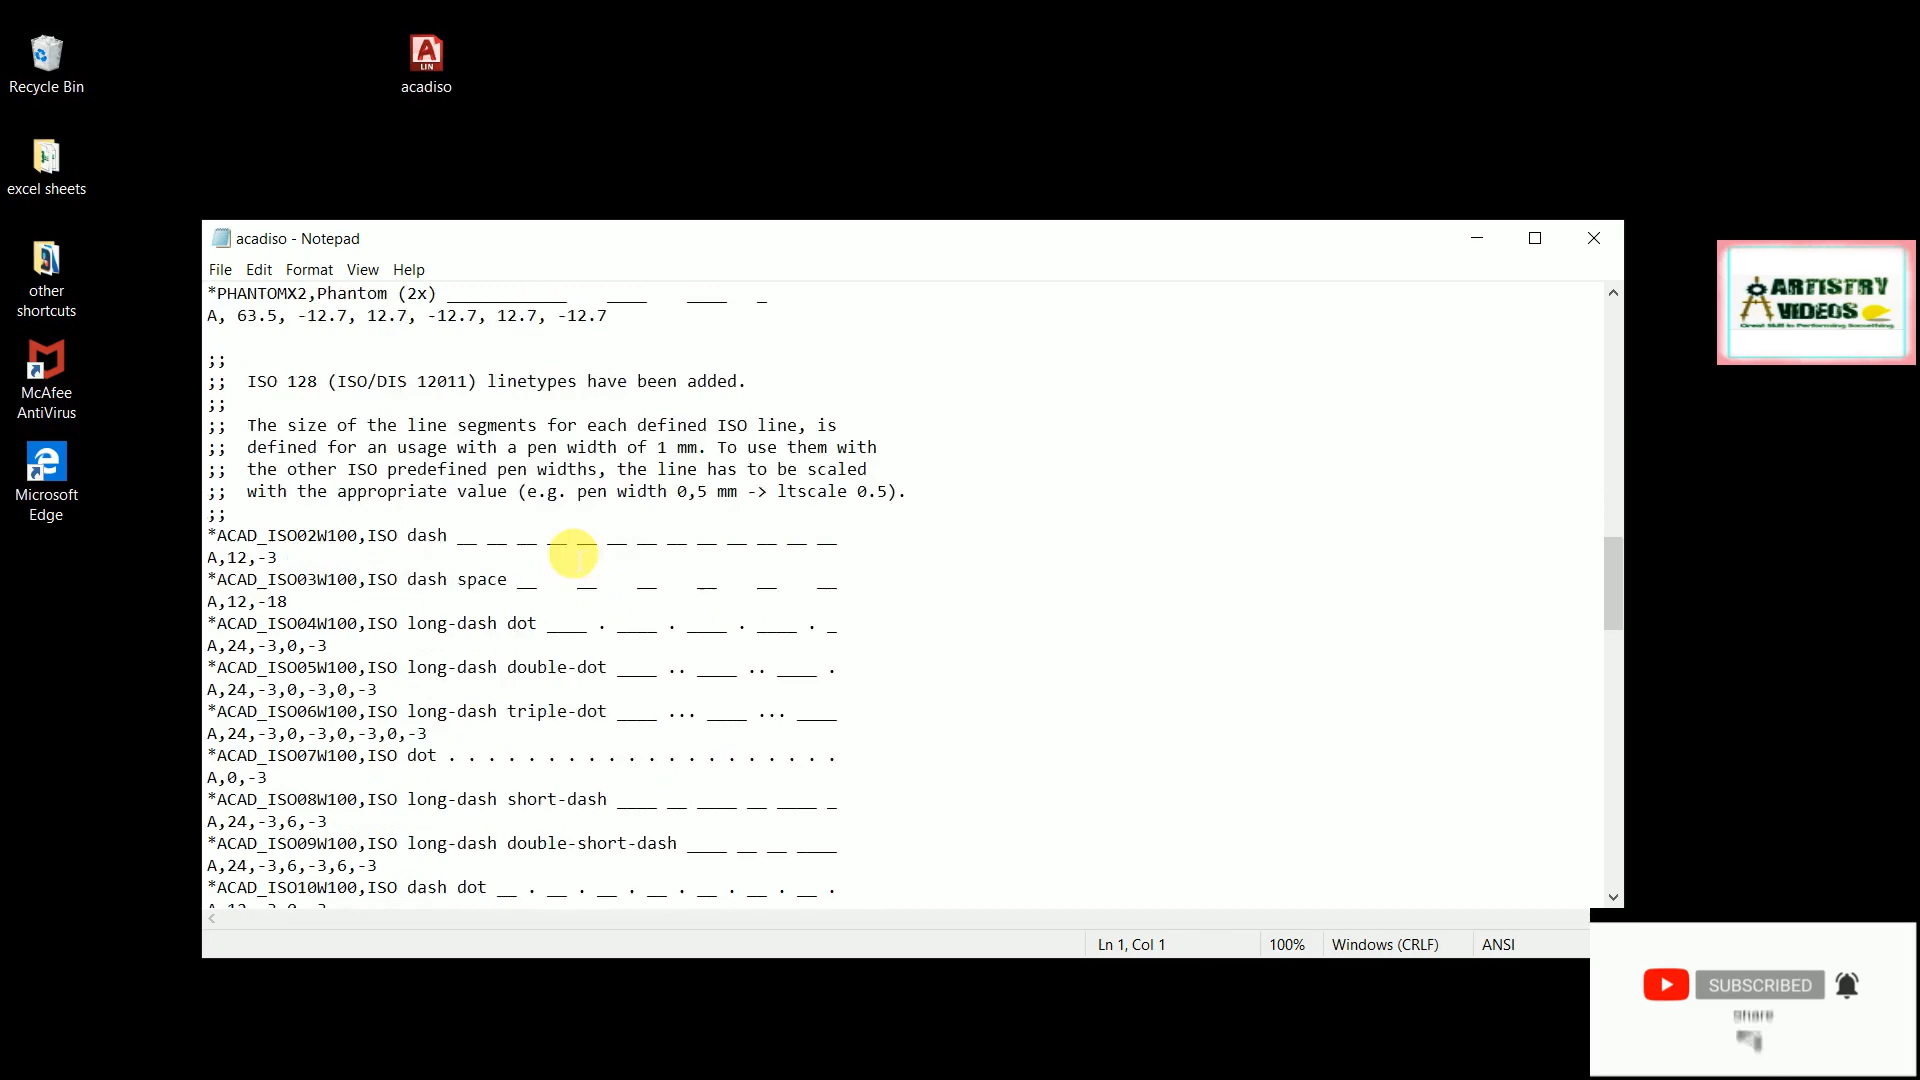 Recycle Bin
LIN
acadiso
excel sheets
other
shortcuts
McAfee
AntiVirus
Microsoft
Edge
acadiso - Notepad
File Edit Format View Help
*PHANTOMX2,Phantom (2x) ____________    ____    ____   _
A, 63.5, -12.7, 12.7, -12.7, 12.7, -12.7
;;
;;  ISO 128 (ISO/DIS 12011) linetypes have been added.
;;
;;  The size of the line segments for each defined ISO line, is
;;  defined for an usage with a pen width of 1 mm. To use them with
;;  the other ISO predefined pen widths, the line has to be scaled
;;  with the appropriate value (e.g. pen width 0,5 mm -> ltscale 0.5).
;;
*ACAD_ISO02W100,ISO dash __ __ __ __ __ __ __ __ __ __ __ __ __
A,12,-3
*ACAD_ISO03W100,ISO dash space __    __    __    __    __    __
A,12,-18
*ACAD_ISO04W100,ISO long-dash dot ____ . ____ . ____ . ____ . _
A,24,-3,0,-3
*ACAD_ISO05W100,ISO long-dash double-dot ____ .. ____ .. ____ .
A,24,-3,0,-3,0,-3
*ACAD_ISO06W100,ISO long-dash triple-dot ____ ... ____ ... ____
A,24,-3,0,-3,0,-3,0,-3
*ACAD_ISO07W100,ISO dot . . . . . . . . . . . . . . . . . . . .
A,0,-3
*ACAD_ISO08W100,ISO long-dash short-dash ____ __ ____ __ ____ _
A,24,-3,6,-3
*ACAD_ISO09W100,ISO long-dash double-short-dash ____ __ __ ____
A,24,-3,6,-3,6,-3
*ACAD_ISO10W100,ISO dash dot __ . __ . __ . __ . __ . __ . __ .
A,12,-3,0,-3
Ln 1, Col 1
100%
Windows (CRLF)
ANSI
ARTISTRY
VIDEOS
Great Skill in Performing Something
SUBSCRIBED
share